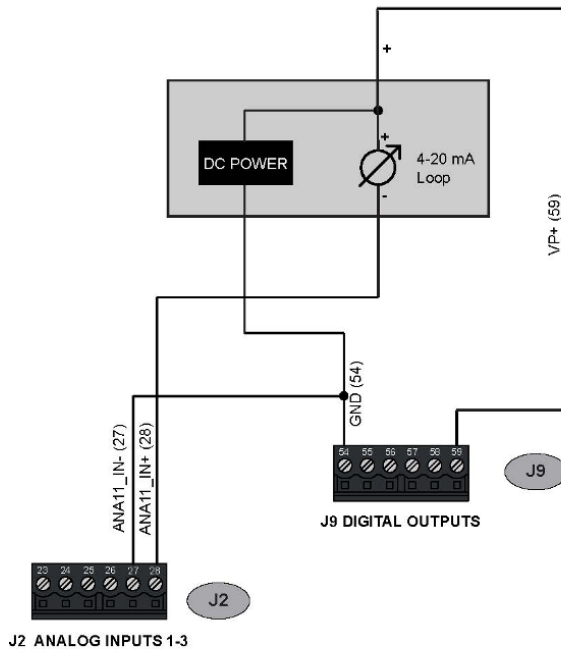 +
DC POWER
+
4-20 mA
Loop
-
VP+ (59)
GND (54)
ANA11_IN- (27)
ANA11_IN+ (28)
54 55 56 57 58 59
J9
J9 DIGITAL OUTPUTS
23 24 25 26 27 28
J2
J2 ANALOG INPUTS 1-3